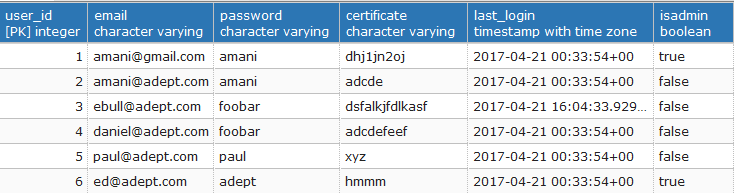 user_id email password certificate last_login isadmin
[PK] integer character varying character varying character varying timestamp with time zone boolean
1 amani@gmail.com amani dhj1jn2oj 2017-04-21 00:33:54+00 true
2 amani@adept.com amani adcde 2017-04-21 00:33:54+00 false
3 ebull@adept.com foobar dsfalkjfdlkasf 2017-04-21 16:04:33.929... false
4 daniel@adept.com foobar adcdefeef 2017-04-21 00:33:54+00 false
5 paul@adept.com paul xyz 2017-04-21 00:33:54+00 false
6 ed@adept.com adept hmmm 2017-04-21 00:33:54+00 true